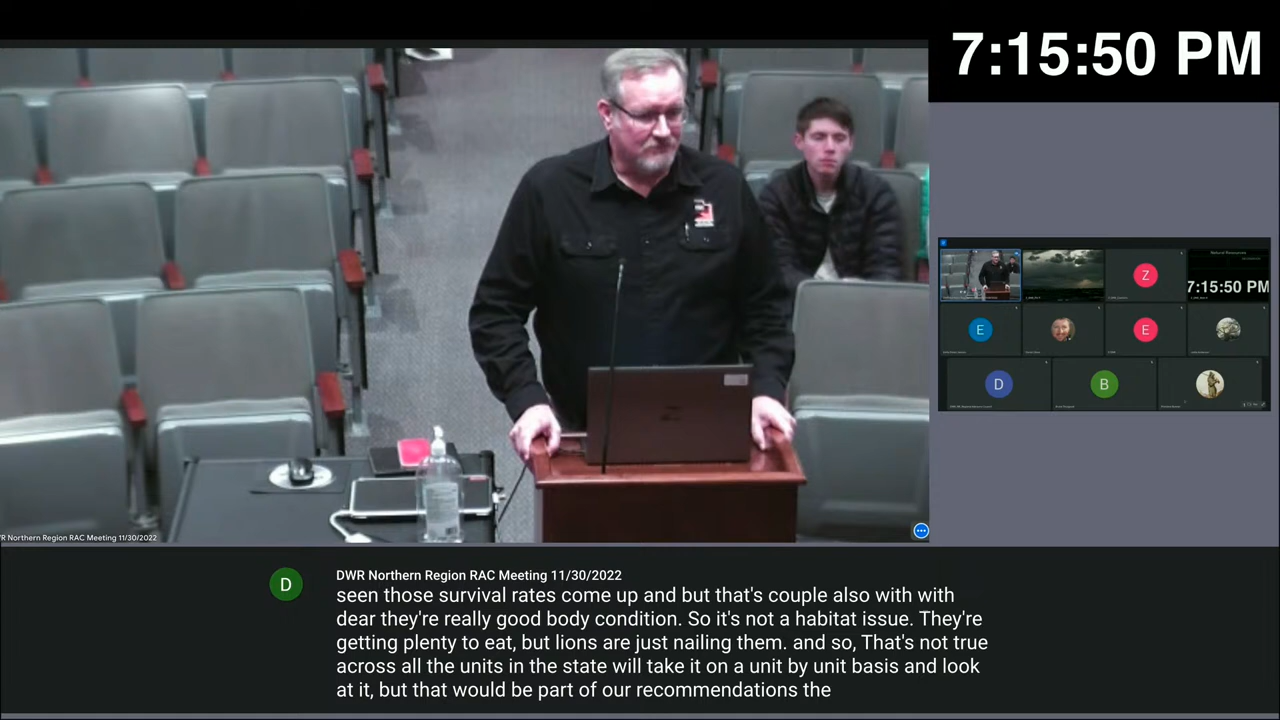 7:15:50 PM
Natural Resources
7:15:50 PM
Z
E
E
D
B
R Northern Region RAC Meeting 11/30/2022
D
DWR Northern Region RAC Meeting 11/30/2022
seen those survival rates come up and but that's couple also with with
dear they're really good body condition. So it's not a habitat issue. They're
getting plenty to eat, but lions are just nailing them. and so, That's not true
across all the units in the state will take it on a unit by unit basis and look
at it, but that would be part of our recommendations the